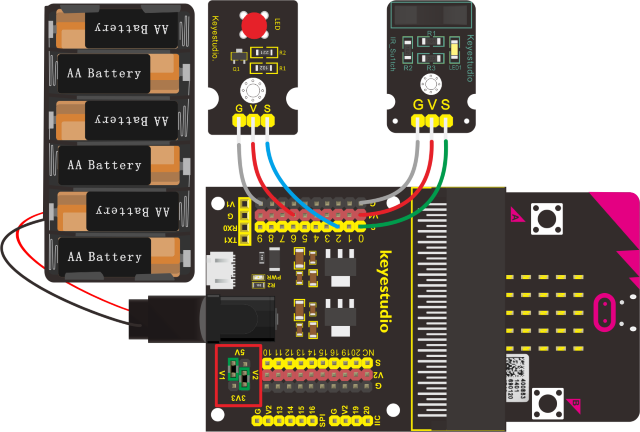 AA Battery
AA Battery
AA Battery
AA Battery
AA Battery
AA Battery
Keyestudio.
LED
Q1
R2
R1
G V S
IR_Switch
R1
R2
R3
LED1
Keyestudio
G V S
V1
G
RX0
TX1
G
V1
S
9 8 7 6 5 4 3 2 1 0
PWR
R2
keyestudio
5V
V1
V2
3V3
10 11 12 13 14 15 16 19 20 NC
S
V2
G
G V2 13 14 15 16 SPI
G V2 19 20 IIC
A
B